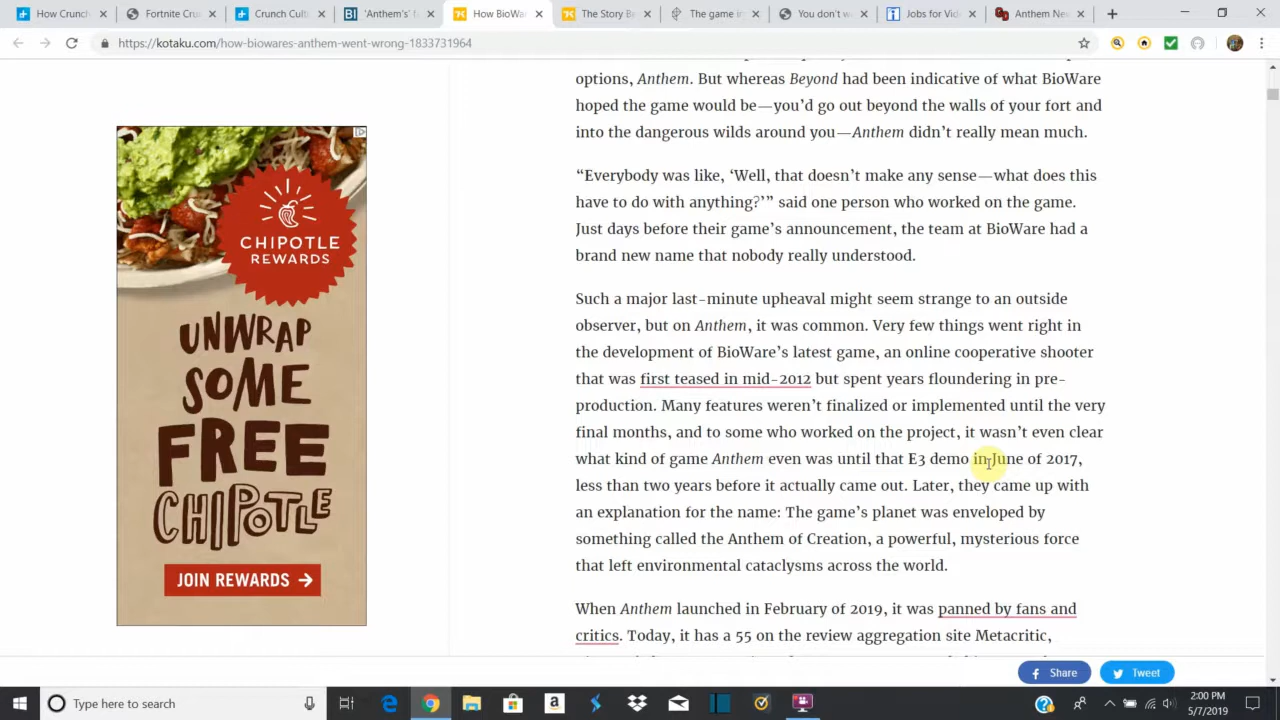 How Crunch
Fortnite Crun
Crunch Cultu
'Anthem's' f
How BioWar
The Story Be
The game in
You don't w
Jobs for Vide
Anthem New
https://kotaku.com/how-biowares-anthem-went-wrong-1833731964
options, Anthem. But whereas Beyond had been indicative of what BioWare
hoped the game would be—you'd go out beyond the walls of your fort and
into the dangerous wilds around you—Anthem didn't really mean much.
“Everybody was like, ‘Well, that doesn’t make any sense—what does this
have to do with anything?’” said one person who worked on the game.
Just days before their game’s announcement, the team at BioWare had a
brand new name that nobody really understood.
Such a major last-minute upheaval might seem strange to an outside
observer, but on Anthem, it was common. Very few things went right in
the development of BioWare’s latest game, an online cooperative shooter
that was first teased in mid-2012 but spent years floundering in pre-
production. Many features weren’t finalized or implemented until the very
final months, and to some who worked on the project, it wasn’t even clear
what kind of game Anthem even was until that E3 demo in June of 2017,
less than two years before it actually came out. Later, they came up with
an explanation for the name: The game’s planet was enveloped by
something called the Anthem of Creation, a powerful, mysterious force
that left environmental cataclysms across the world.
When Anthem launched in February of 2019, it was panned by fans and
critics. Today, it has a 55 on the review aggregation site Metacritic,
CHIPOTLE
REWARDS
UNWRAP
SOME
FREE
CHIPOTLE
JOIN REWARDS →
Share
Tweet
Type here to search
2:00 PM
5/7/2019